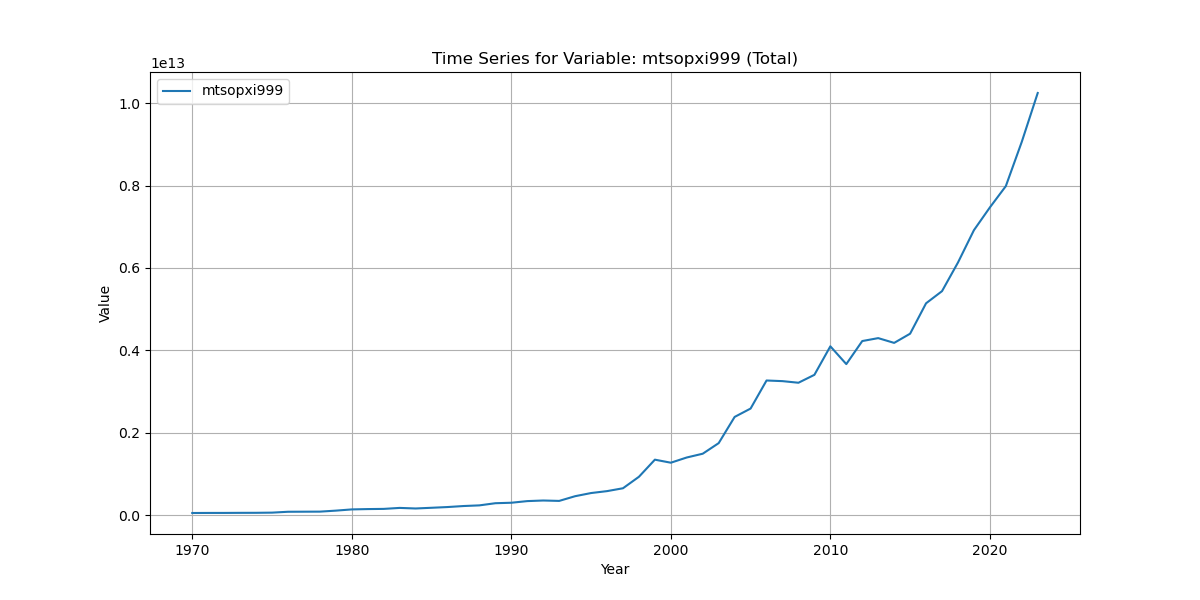 Time Series for Variable: mtsopxi999 (Total)
1e13
mtsopxi999
1.0
0.8
0.6
0.4
0.2
0.0
Value
1970 1980 1990 2000 2010 2020
Year